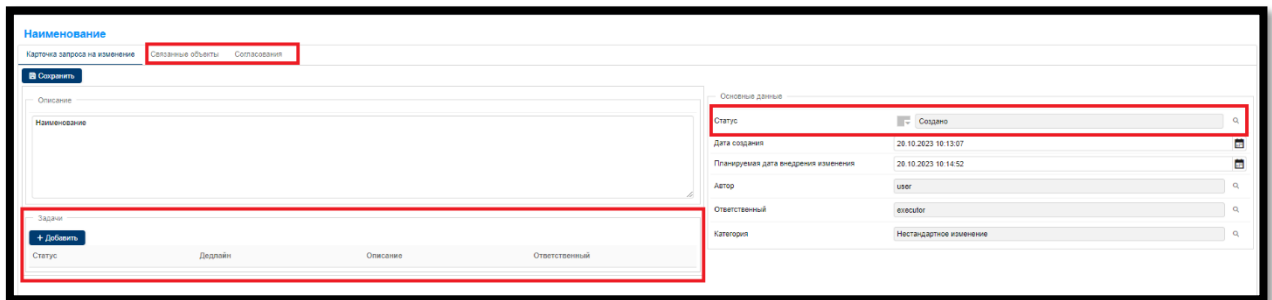 Наименование
Карточка запроса на изменение Связанные объекты Согласования
Сохранить
Описание
Наименование
Задачи
+ Добавить
Статус Дедлайн Описание Ответственный
Основные данные
Статус Создано
Дата создания 20.10.2023 10:13:07
Планируемая дата внедрения изменения 20.10.2023 10:14:52
Автор user
Ответственный executor
Категория Нестандартное изменение